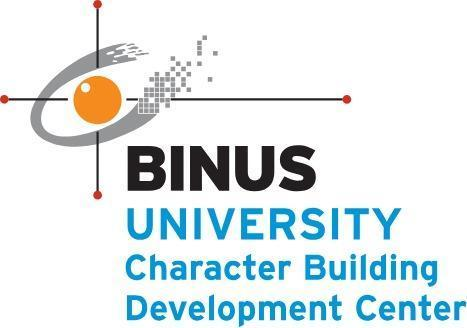 BINUS
UNIVERSITY
Character Building
Development Center